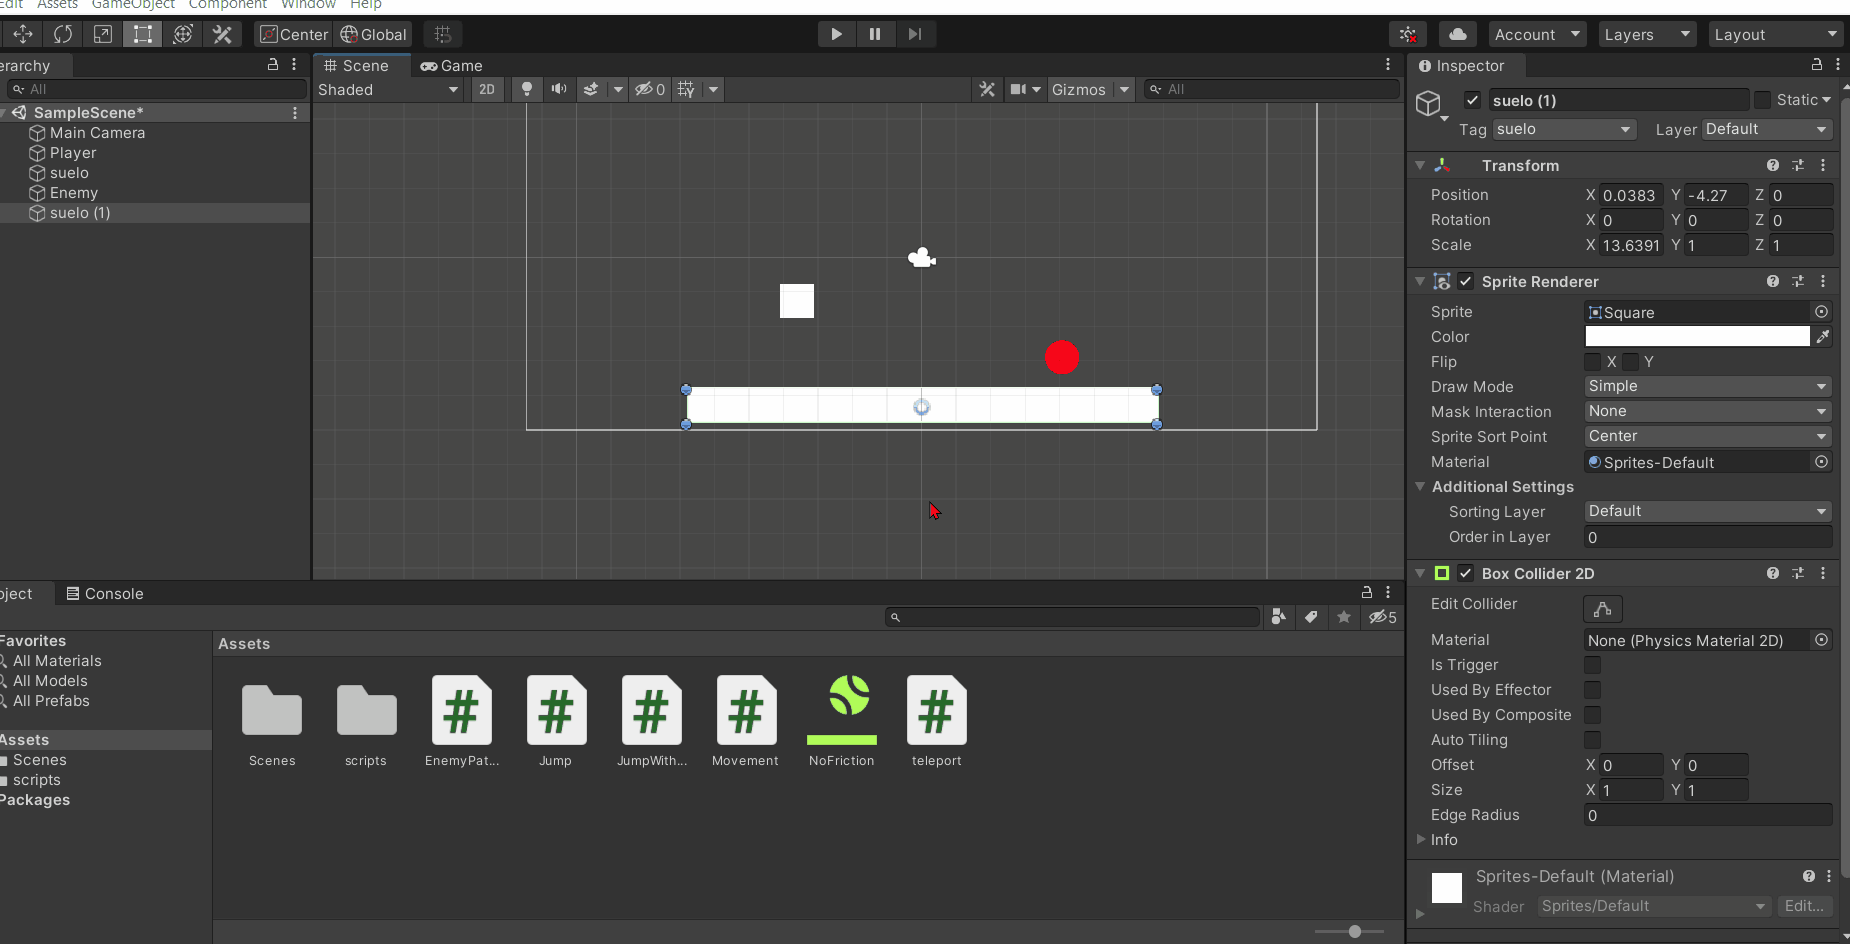 Edit Assets GameObject Component Window Help
Center Global
Account Layers Layout
erarchy
All
SampleScene*
Main Camera
Player
suelo
Enemy
suelo (1)
Scene Game
Shaded 2D 0 Gizmos All
Inspector
suelo (1) Static
Tag suelo Layer Default
Transform
Position X 0.0383 Y -4.27 Z 0
Rotation X 0 Y 0 Z 0
Scale X 13.6391 Y 1 Z 1
Sprite Renderer
Sprite Square
Color
Flip X Y
Draw Mode Simple
Mask Interaction None
Sprite Sort Point Center
Material Sprites-Default
Additional Settings
Sorting Layer Default
Order in Layer 0
Box Collider 2D
Edit Collider
Material None (Physics Material 2D)
Is Trigger
Used By Effector
Used By Composite
Auto Tiling
Offset X 0 Y 0
Size X 1 Y 1
Edge Radius 0
Info
Sprites-Default (Material)
Shader Sprites/Default Edit...
oject Console
5
Favorites
All Materials
All Models
All Prefabs
Assets
Scenes
scripts
Packages
Assets
Scenes scripts EnemyPat... Jump JumpWith... Movement NoFriction teleport